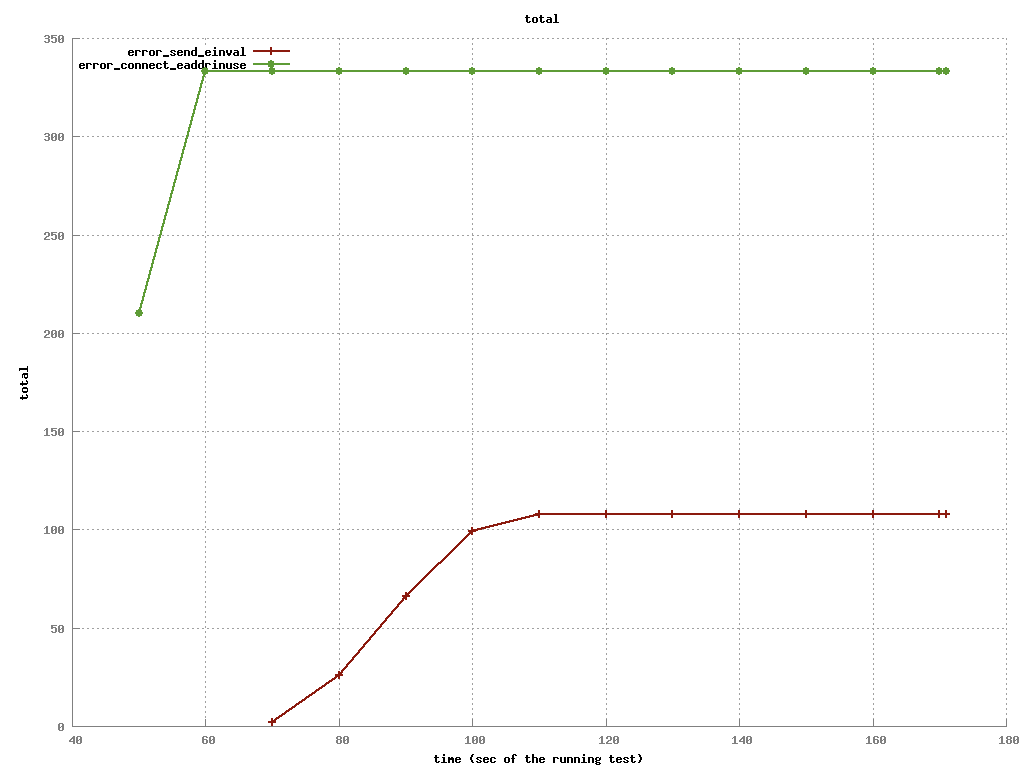 total
350
error_send_einval
error_connect_eaddrinuse
300
250
200
total
150
100
50
0
40 60 80 100 120 140 160 180
time (sec of the running test)